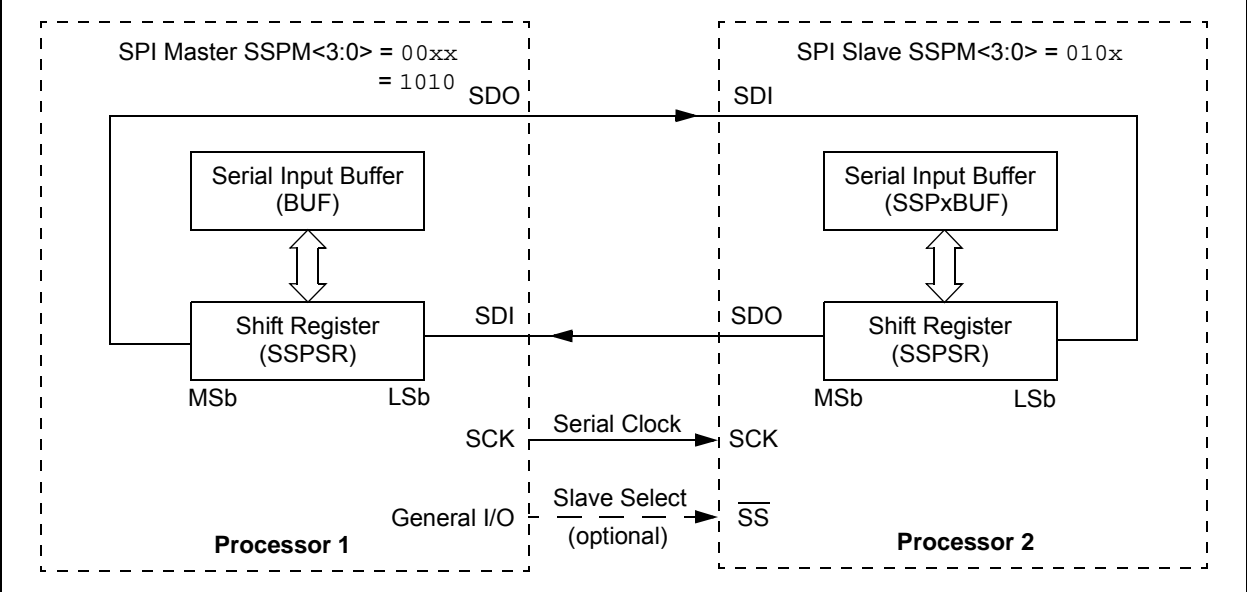 SPI Master SSPM<3:0> = 00xx
= 1010
SPI Slave SSPM<3:0> = 010x
SDO
SDI
Serial Input Buffer
(BUF)
Serial Input Buffer
(SSPxBUF)
SDI
SDO
Shift Register
(SSPSR)
Shift Register
(SSPSR)
MSb
LSb
MSb
LSb
SCK
Serial Clock
SCK
General I/O
Slave Select
(optional)
SS
Processor 1
Processor 2